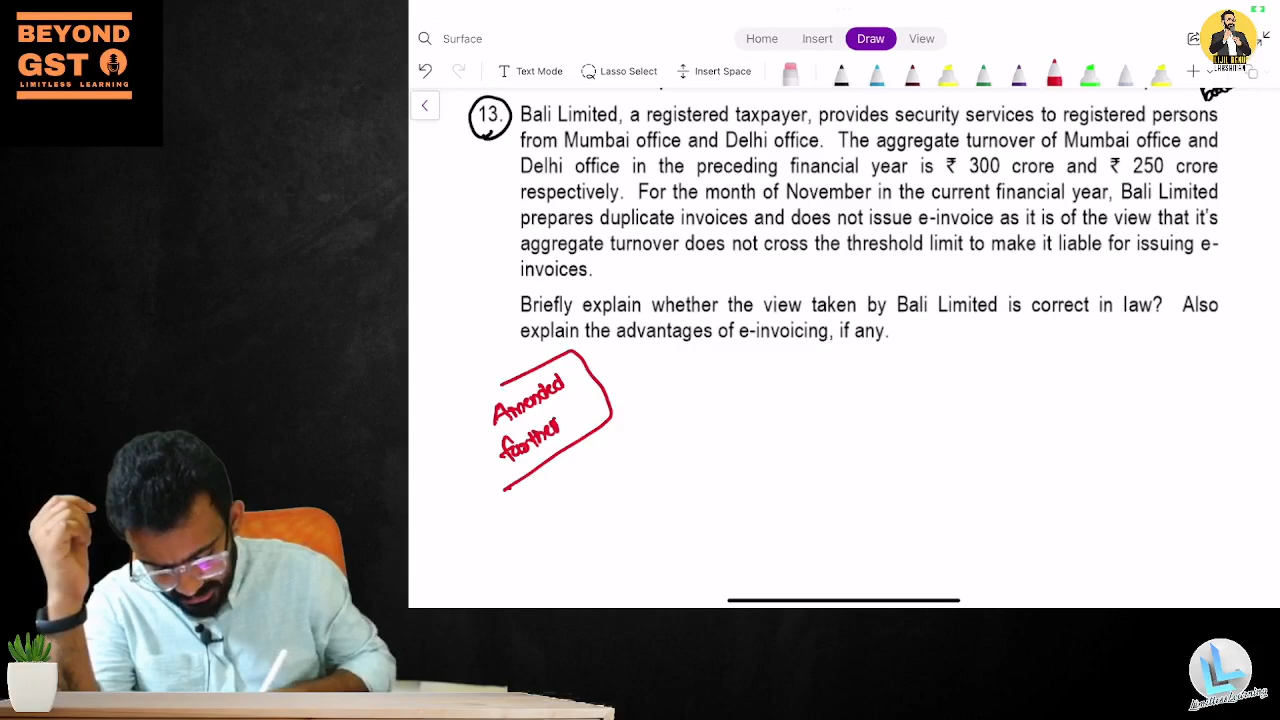 BEYOND
GST
LIMITLESS LEARNING
Surface
Home Insert Draw View
Text Mode Lasso Select Insert Space
13. Bali Limited, a registered taxpayer, provides security services to registered persons
from Mumbai office and Delhi office. The aggregate turnover of Mumbai office and
Delhi office in the preceding financial year is ₹ 300 crore and ₹ 250 crore
respectively. For the month of November in the current financial year, Bali Limited
prepares duplicate invoices and does not issue e-invoice as it is of the view that it's
aggregate turnover does not cross the threshold limit to make it liable for issuing e-
invoices.
Briefly explain whether the view taken by Bali Limited is correct in law? Also
explain the advantages of e-invoicing, if any.
Amended
Limitless Learning